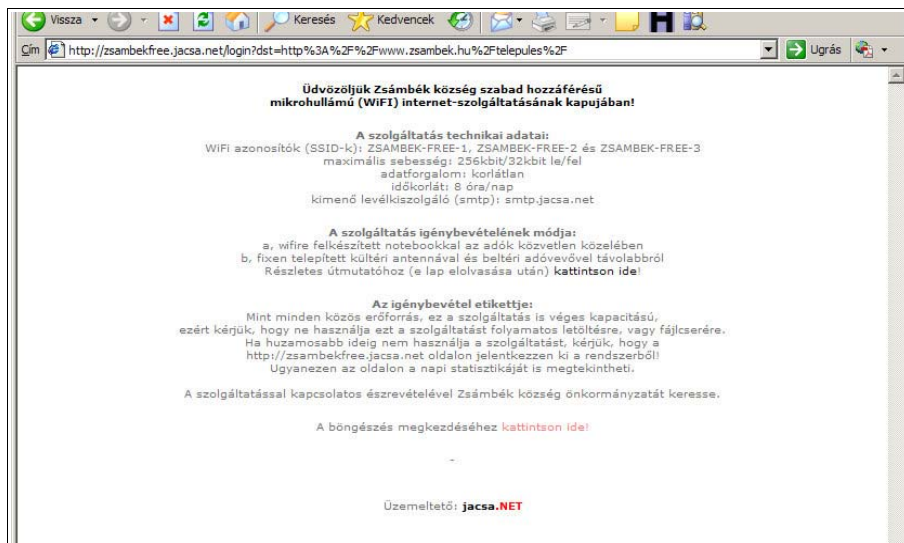 Vissza
Keresés
Kedvencek
Cím http://zsambekfree.jacsa.net/login?dst=http%3A%2F%2Fwww.zsambek.hu%2Ftelepules%2F
Ugrás
Üdvözöljük Zsámbék község szabad hozzáférésű
mikrohullámú (WiFI) internet-szolgáltatásának kapujában!
A szolgáltatás technikai adatai:
WiFi azonosítók (SSID-k): ZSAMBEK-FREE-1, ZSAMBEK-FREE-2 és ZSAMBEK-FREE-3
maximális sebesség: 256kbit/32kbit le/fel
adatforgalom: korlátlan
időkorlát: 8 óra/nap
kimenő levélkiszolgáló (smtp): smtp.jacsa.net
A szolgáltatás igénybevételének módja:
a, wifire felkészített notebookkal az adók közvetlen közelében
b, fixen telepített kültéri antennával és beltéri adóvevővel távolabbról
Részletes útmutatóhoz (e lap elolvasása után) kattintson ide!
Az igénybevétel etikettje:
Mint minden közös erőforrás, ez a szolgáltatás is véges kapacitású,
ezért kérjük, hogy ne használja ezt a szolgáltatást folyamatos letöltésre, vagy fájlcserére.
Ha huzamosabb ideig nem használja a szolgáltatást, kérjük, hogy a
http://zsambekfree.jacsa.net oldalon jelentkezzen ki a rendszerből!
Ugyanezen az oldalon a napi statisztikáját is megtekintheti.
A szolgáltatással kapcsolatos észrevételével Zsámbék község önkormányzatát keresse.
A böngészés megkezdéséhez kattintson ide!
-
Üzemeltető: jacsa.NET